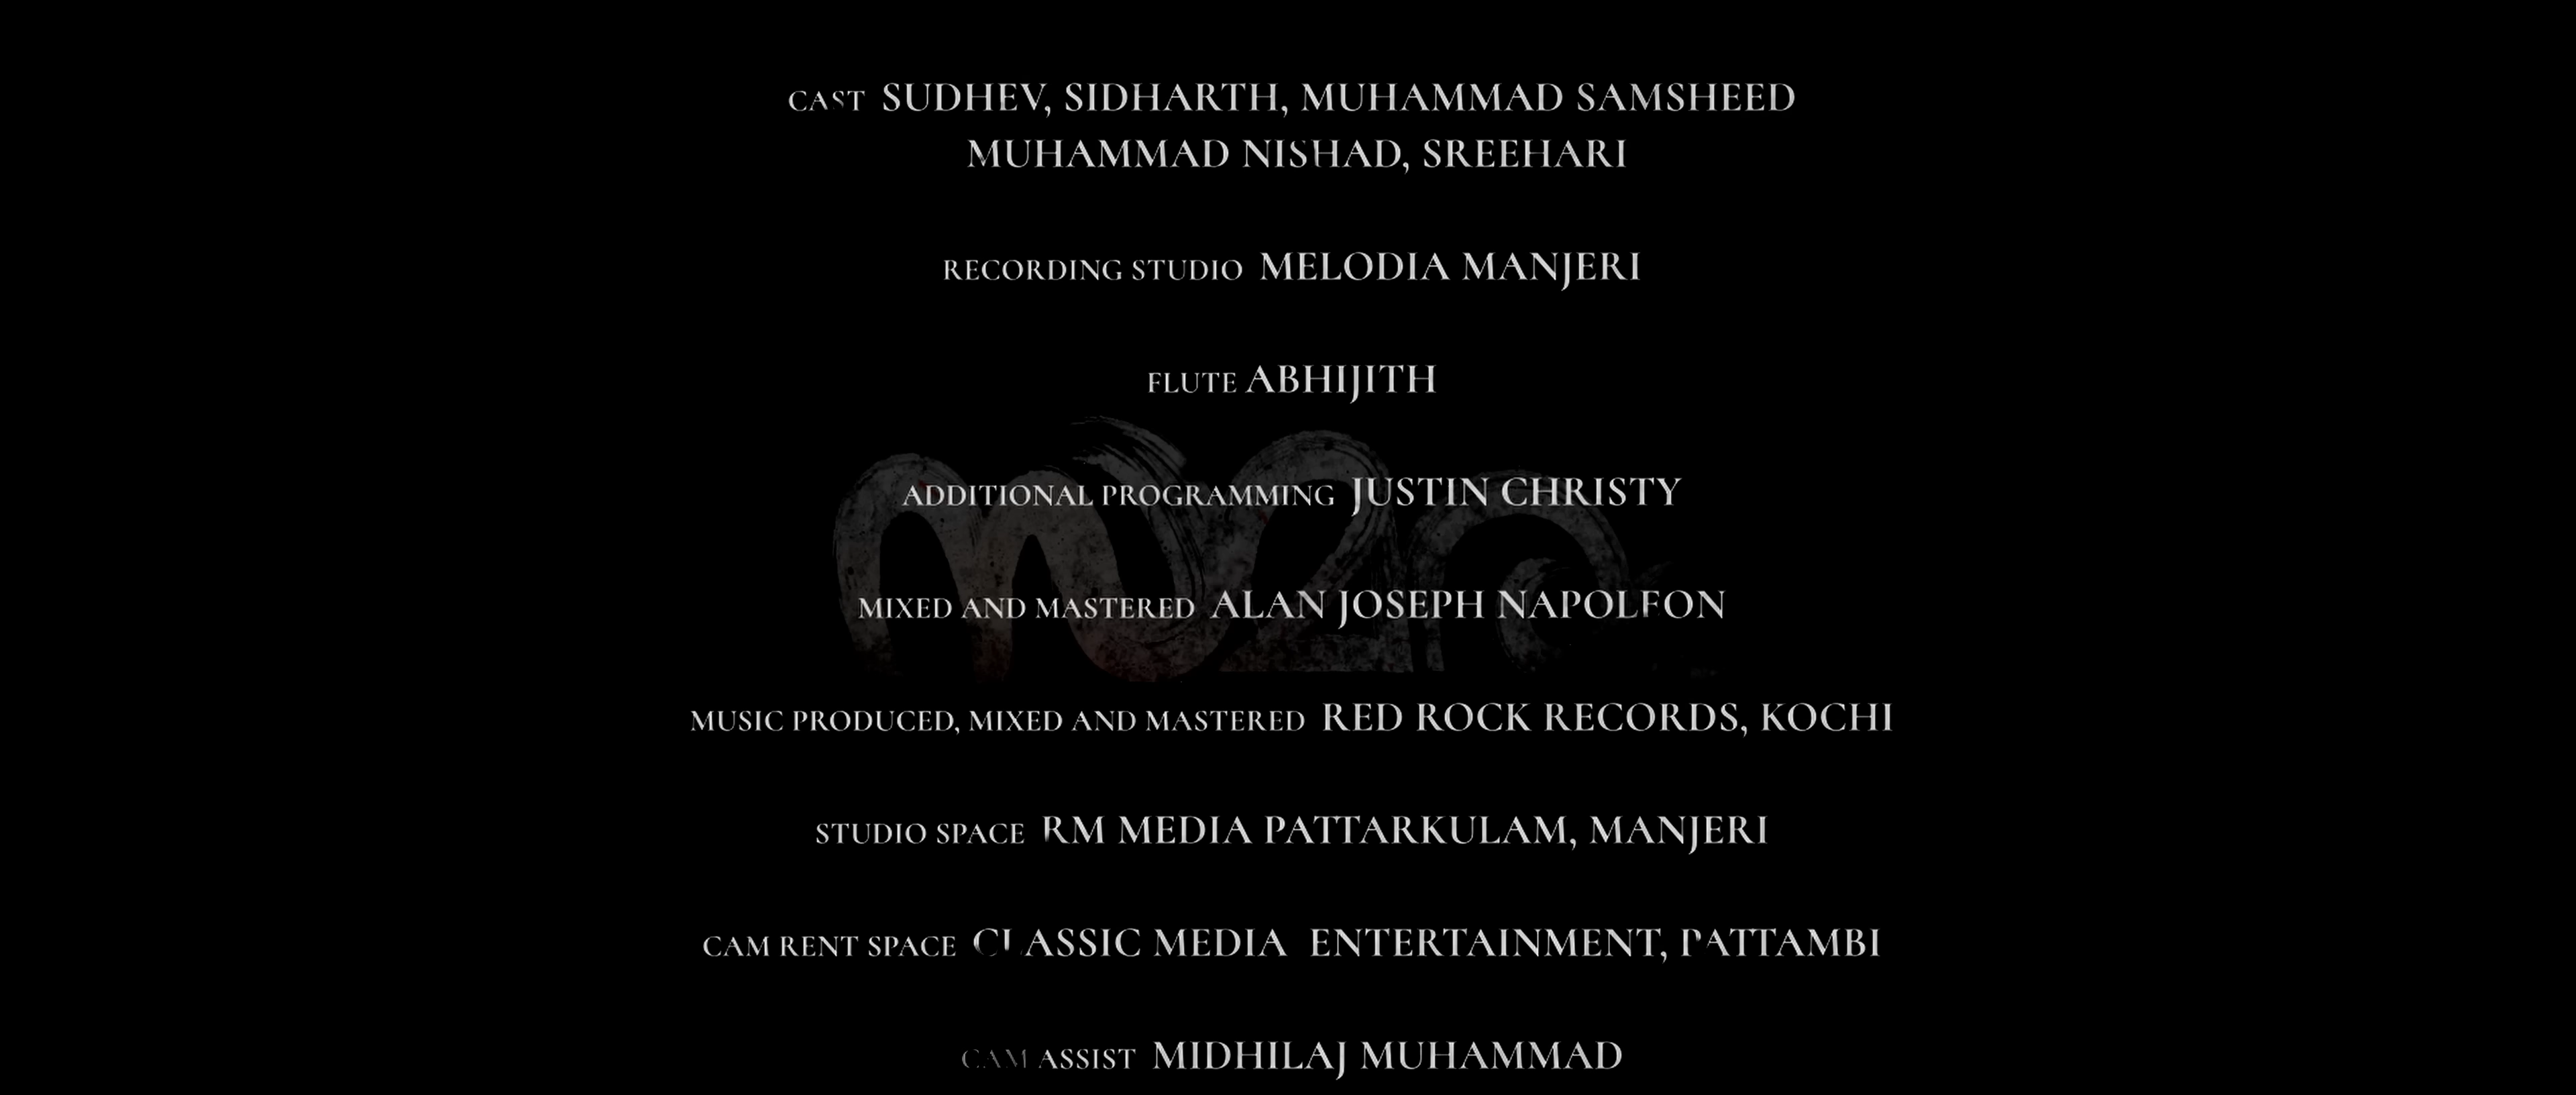 CAST SUDHEV, SIDHARTH, MUHAMMAD SAMSHEED
MUHAMMAD NISHAD, SREEHARI
RECORDING STUDIO MELODIA MANJERI
FLUTE ABHIJITH
ADDITIONAL PROGRAMMING JUSTIN CHRISTY
MIXED AND MASTERED ALAN JOSEPH NAPOLEON
MUSIC PRODUCED, MIXED AND MASTERED RED ROCK RECORDS, KOCHI
STUDIO SPACE RM MEDIA PATTARKULAM, MANJERI
CAM RENT SPACE CLASSIC MEDIA ENTERTAINMENT, PATTAMBI
CAM ASSIST MIDHILAJ MUHAMMAD